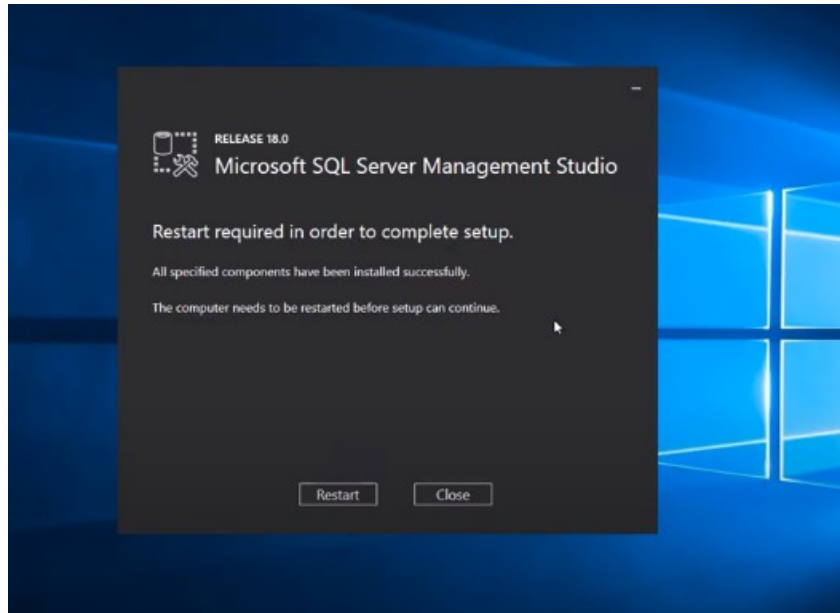 RELEASE 18.0
Microsoft SQL Server Management Studio
Restart required in order to complete setup.
All specified components have been installed successfully.
The computer needs to be restarted before setup can continue.
Restart
Close